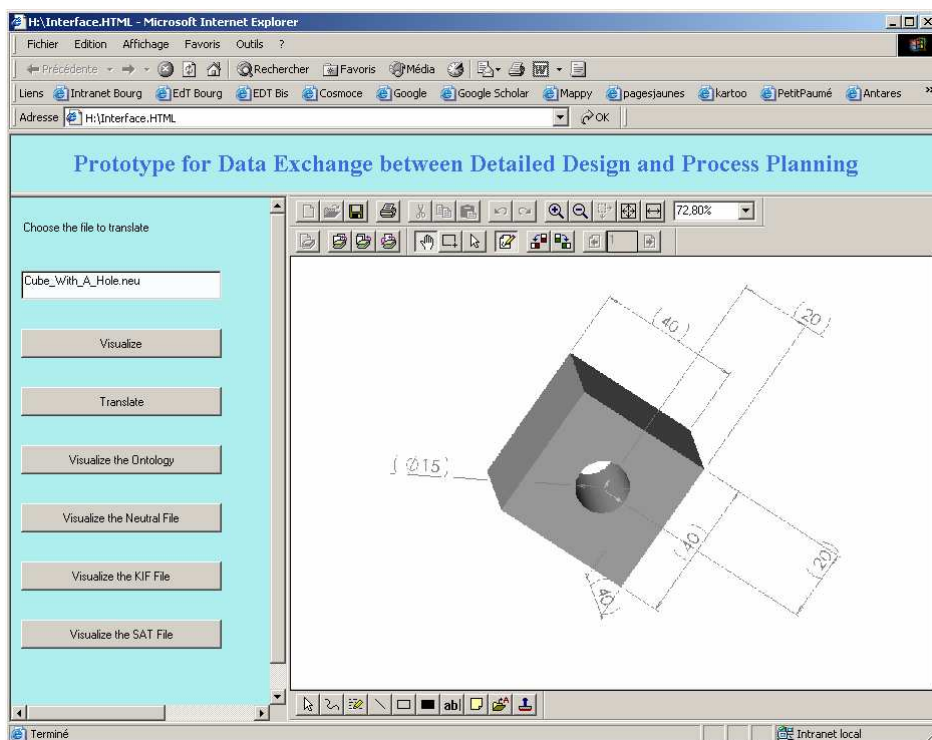 H:\Interface.HTML - Microsoft Internet Explorer
Fichier Edition Affichage Favoris Outils ?
Précédente Rechercher Favoris Média
Liens Intranet Bourg EdT Bourg EDT Bis Cosmoce Google Google Scholar Mappy pagesjaunes kartoo PetitPaumé Antares »
Adresse H:\Interface.HTML OK
Prototype for Data Exchange between Detailed Design and Process Planning
72,80%
Choose the file to translate
1
Cube_With_A_Hole.neu
(40)
(20)
Visualize
Translate
Visualize the Ontology
(Ø15)
Visualize the Neutral File
(40)
(20)
Visualize the KIF File
(40)
Visualize the SAT File
ab
Terminé Intranet local